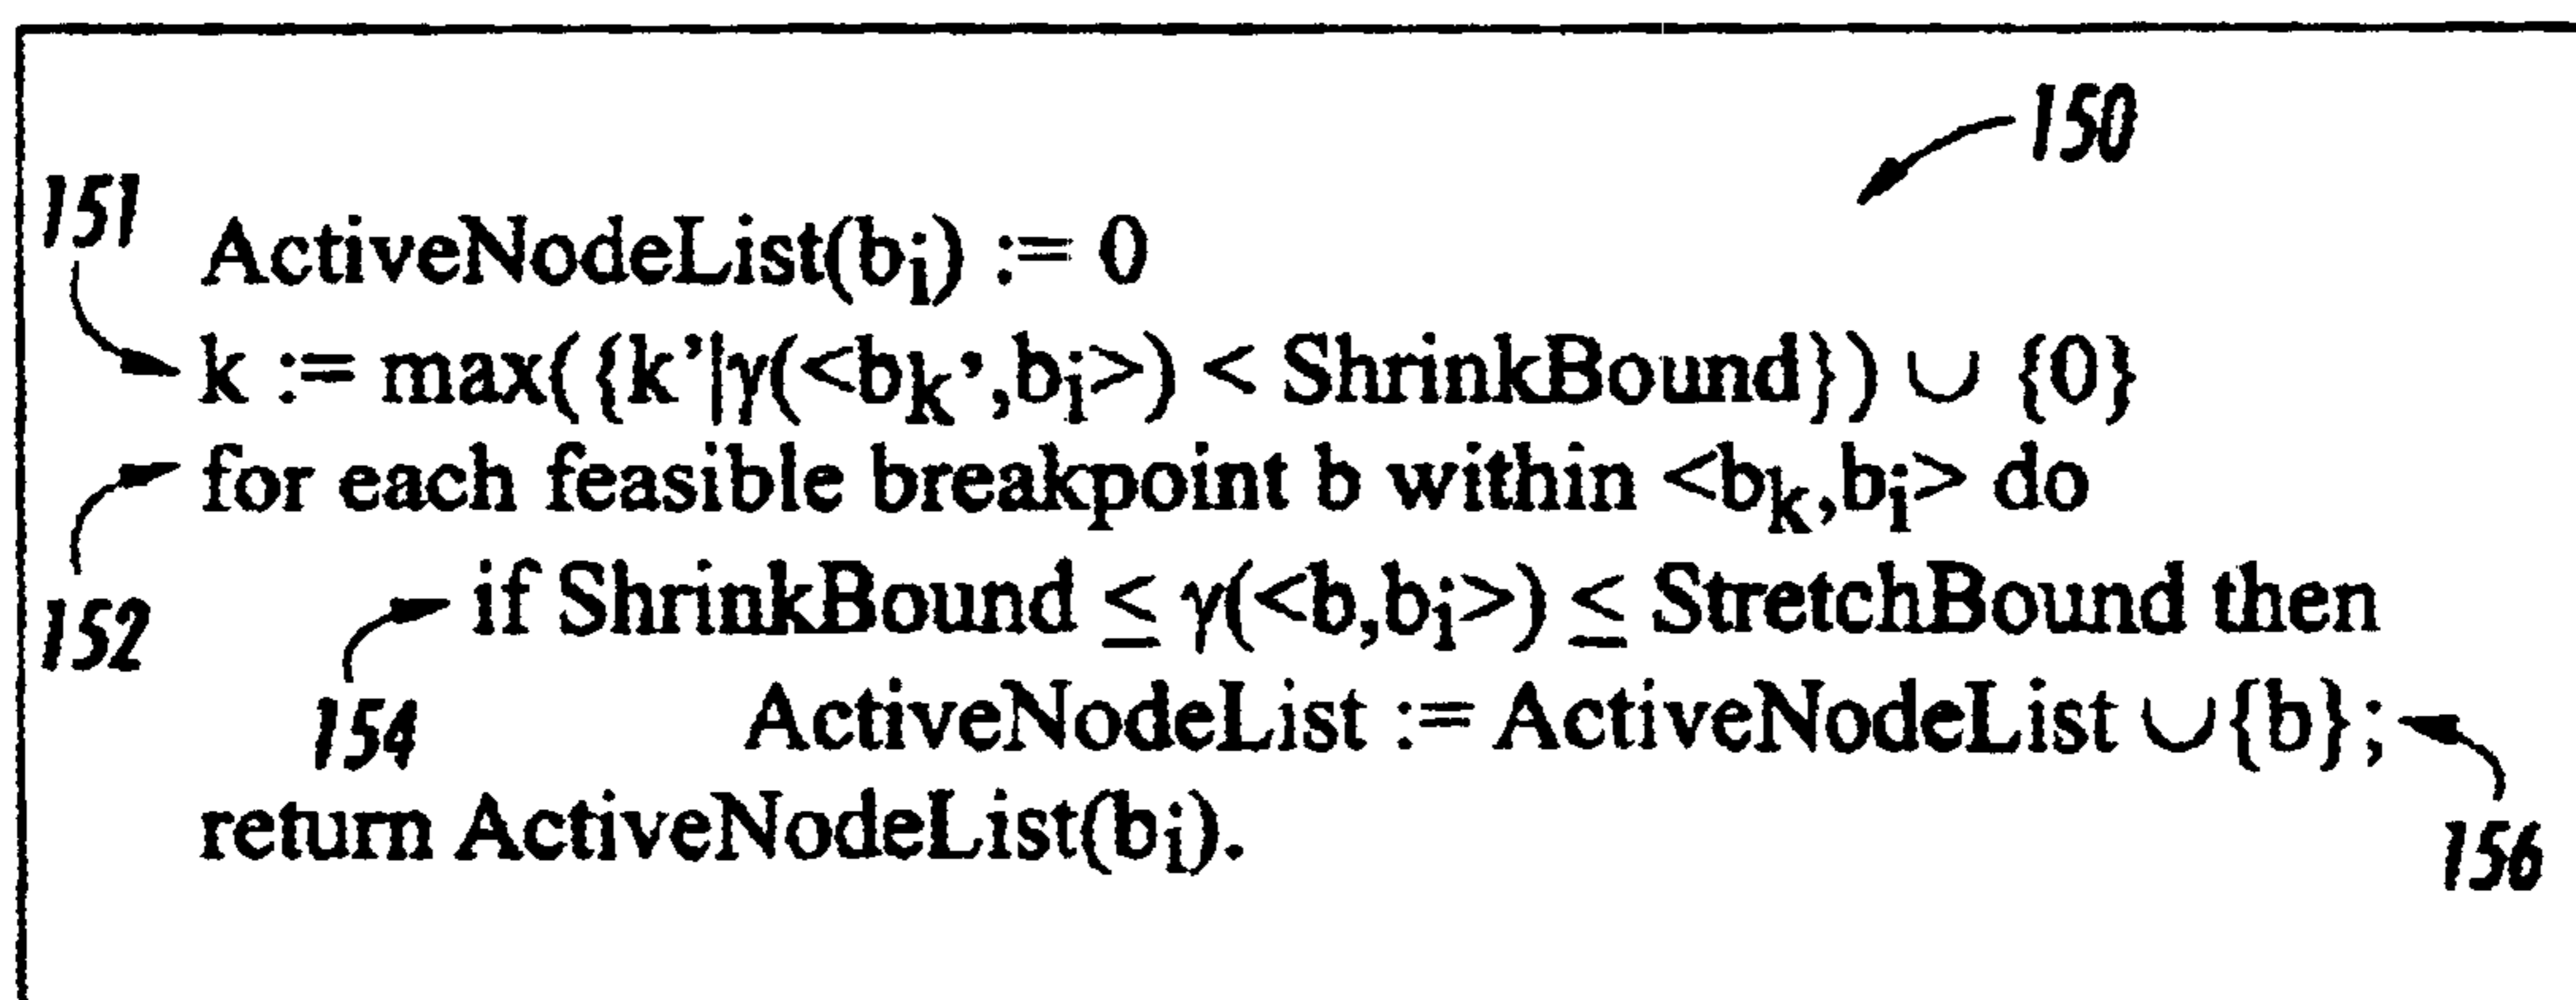 150
151
ActiveNodeList(bi) := 0
k := max({k'|γ(<bk',bi>) < ShrinkBound}) ∪ {0}
for each feasible breakpoint b within <bk,bi> do
152
if ShrinkBound ≤ γ(<b,bi>) ≤ StretchBound then
154
ActiveNodeList := ActiveNodeList ∪{b};
return ActiveNodeList(bi).
156